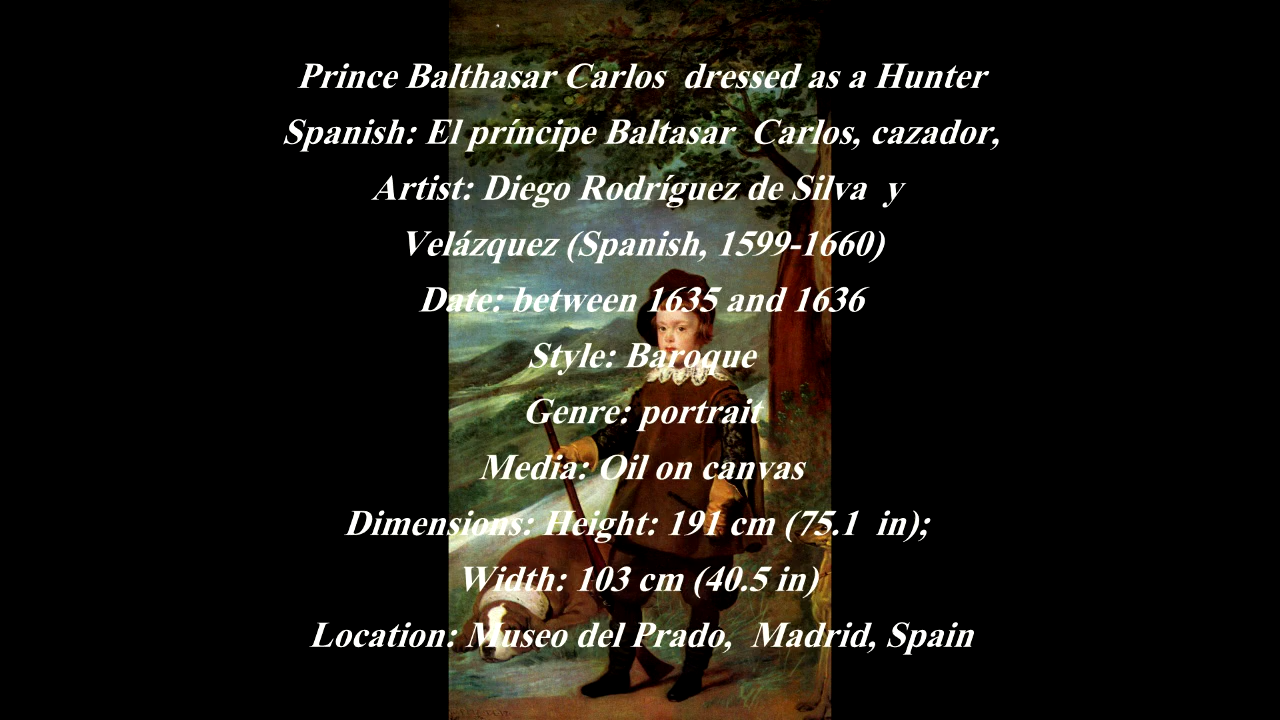 Prince Balthasar Carlos dressed as a Hunter
Spanish: El príncipe Baltasar Carlos, cazador,
Artist: Diego Rodríguez de Silva y
Velázquez (Spanish, 1599-1660)
Date: between 1635 and 1636
Style: Baroque
Genre: portrait
Media: Oil on canvas
Dimensions: Height: 191 cm (75.1 in);
Width: 103 cm (40.5 in)
Location: Museo del Prado, Madrid, Spain